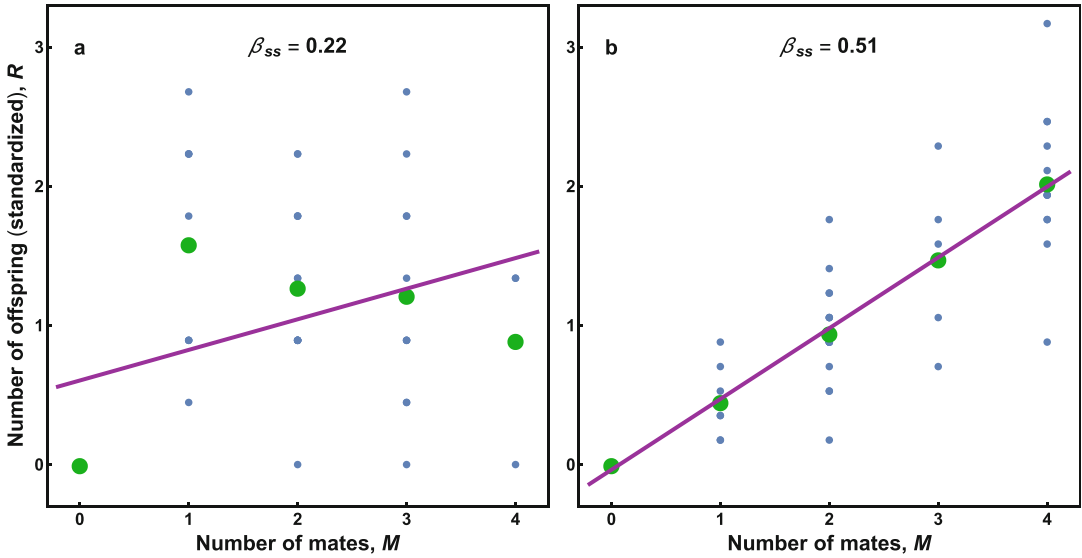 a
β_ss = 0.22
b
β_ss = 0.51
Number of offspring (standardized), R
3
2
1
0
0 1 2 3 4
Number of mates, M
3
2
1
0
0 1 2 3 4
Number of mates, M